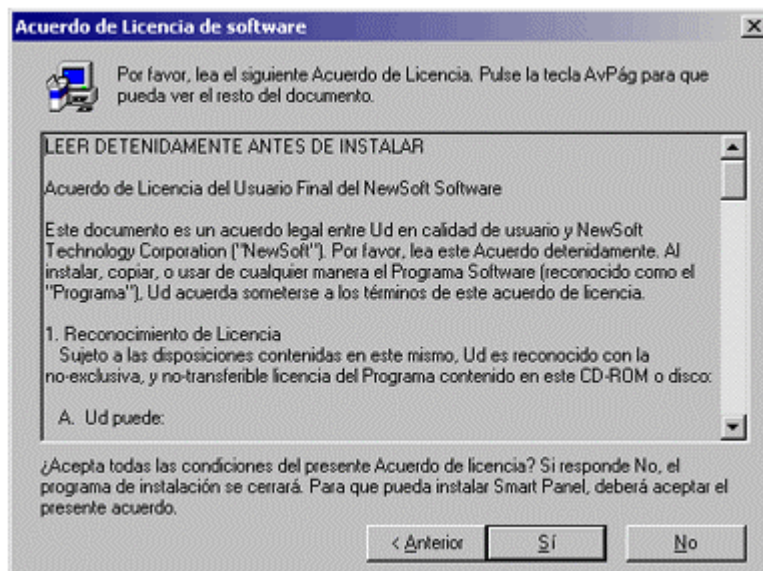 Acuerdo de Licencia de software
Por favor, lea el siguiente Acuerdo de Licencia. Pulse la tecla AvPág para que
pueda ver el resto del documento.
LEER DETENIDAMENTE ANTES DE INSTALAR
Acuerdo de Licencia del Usuario Final del NewSoft Software
Este documento es un acuerdo legal entre Ud en calidad de usuario y NewSoft
Technology Corporation ("NewSoft"). Por favor, lea este Acuerdo detenidamente. Al
instalar, copiar, o usar de cualquier manera el Programa Software (reconocido como el
"Programa"), Ud acuerda someterse a los términos de este acuerdo de licencia.
1. Reconocimiento de Licencia
Sujeto a las disposiciones contenidas en este mismo, Ud es reconocido con la
no-exclusiva, y no-transferible licencia del Programa contenido en este CD-ROM o disco:
A. Ud puede:
¿Acepta todas las condiciones del presente Acuerdo de licencia? Si responde No, el
programa de instalación se cerrará. Para que pueda instalar Smart Panel, deberá aceptar el
presente acuerdo.
< Anterior
Sí
No